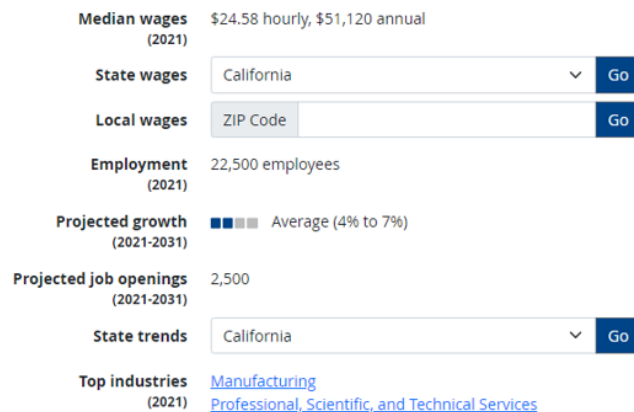 Median wages $24.58 hourly, $51,120 annual
(2021)
State wages California Go
Local wages ZIP Code Go
Employment 22,500 employees
(2021)
Projected growth Average (4% to 7%)
(2021-2031)
Projected job openings 2,500
(2021-2031)
State trends California Go
Top industries Manufacturing
(2021) Professional, Scientific, and Technical Services